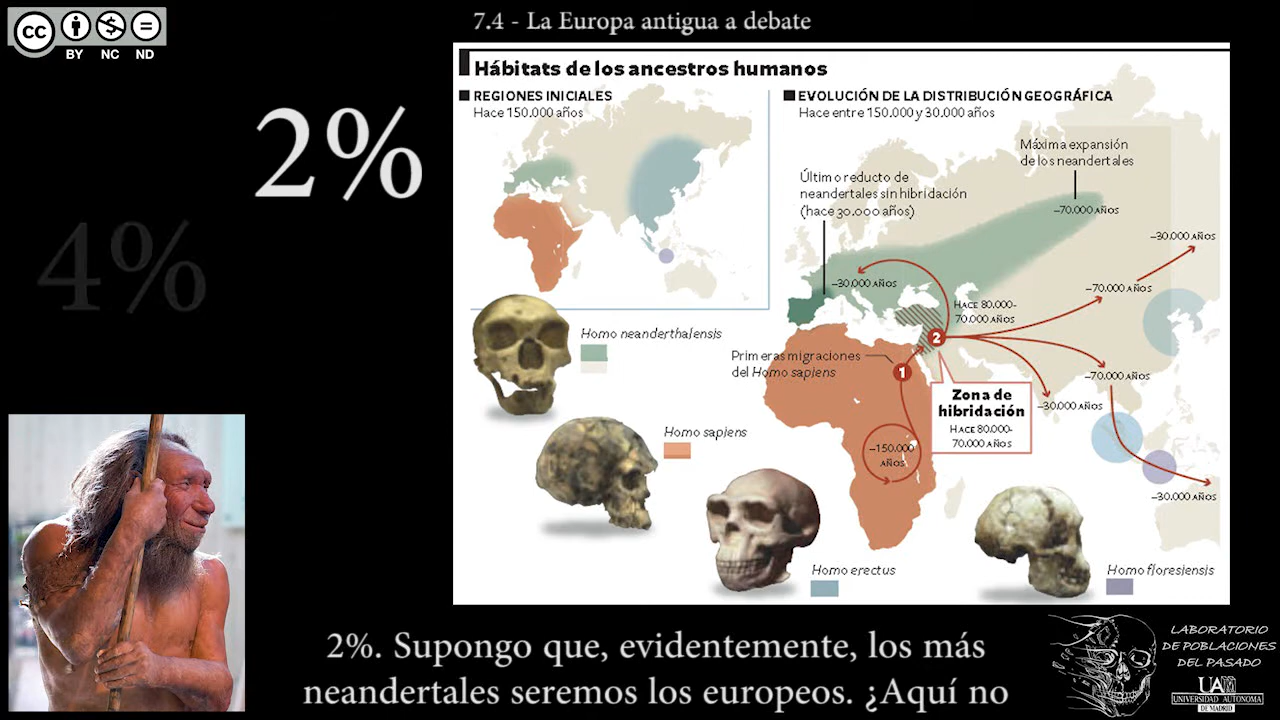 7.4 - La Europa antigua a debate
CC
BY NC ND
2%
4%
Hábitats de los ancestros humanos
REGIONES INICIALES
Hace 150.000 años
EVOLUCIÓN DE LA DISTRIBUCIÓN GEOGRÁFICA
Hace entre 150.000 y 30.000 años
Máxima expansión
de los neandertales
Último reducto de
neandertales sin hibridación
(hace 30.000 años)
–70.000 AÑOS
–30.000 AÑOS
–30.000 AÑOS
–70.000 AÑOS
HACE 80.000-
70.000 AÑOS
Homo neanderthalensis
2
Primeras migraciones
del Homo sapiens
1
–70.000 AÑOS
Zona de
hibridación
HACE 80.000-
70.000 AÑOS
–30.000 AÑOS
Homo sapiens
–150.000
AÑOS
–30.000 AÑOS
Homo erectus
Homo floresiensis
2%. Supongo que, evidentemente, los más
neandertales seremos los europeos. ¿Aquí no
LABORATORIO
DE POBLACIONES
DEL PASADO
UAM
UNIVERSIDAD AUTONOMA
DE MADRID